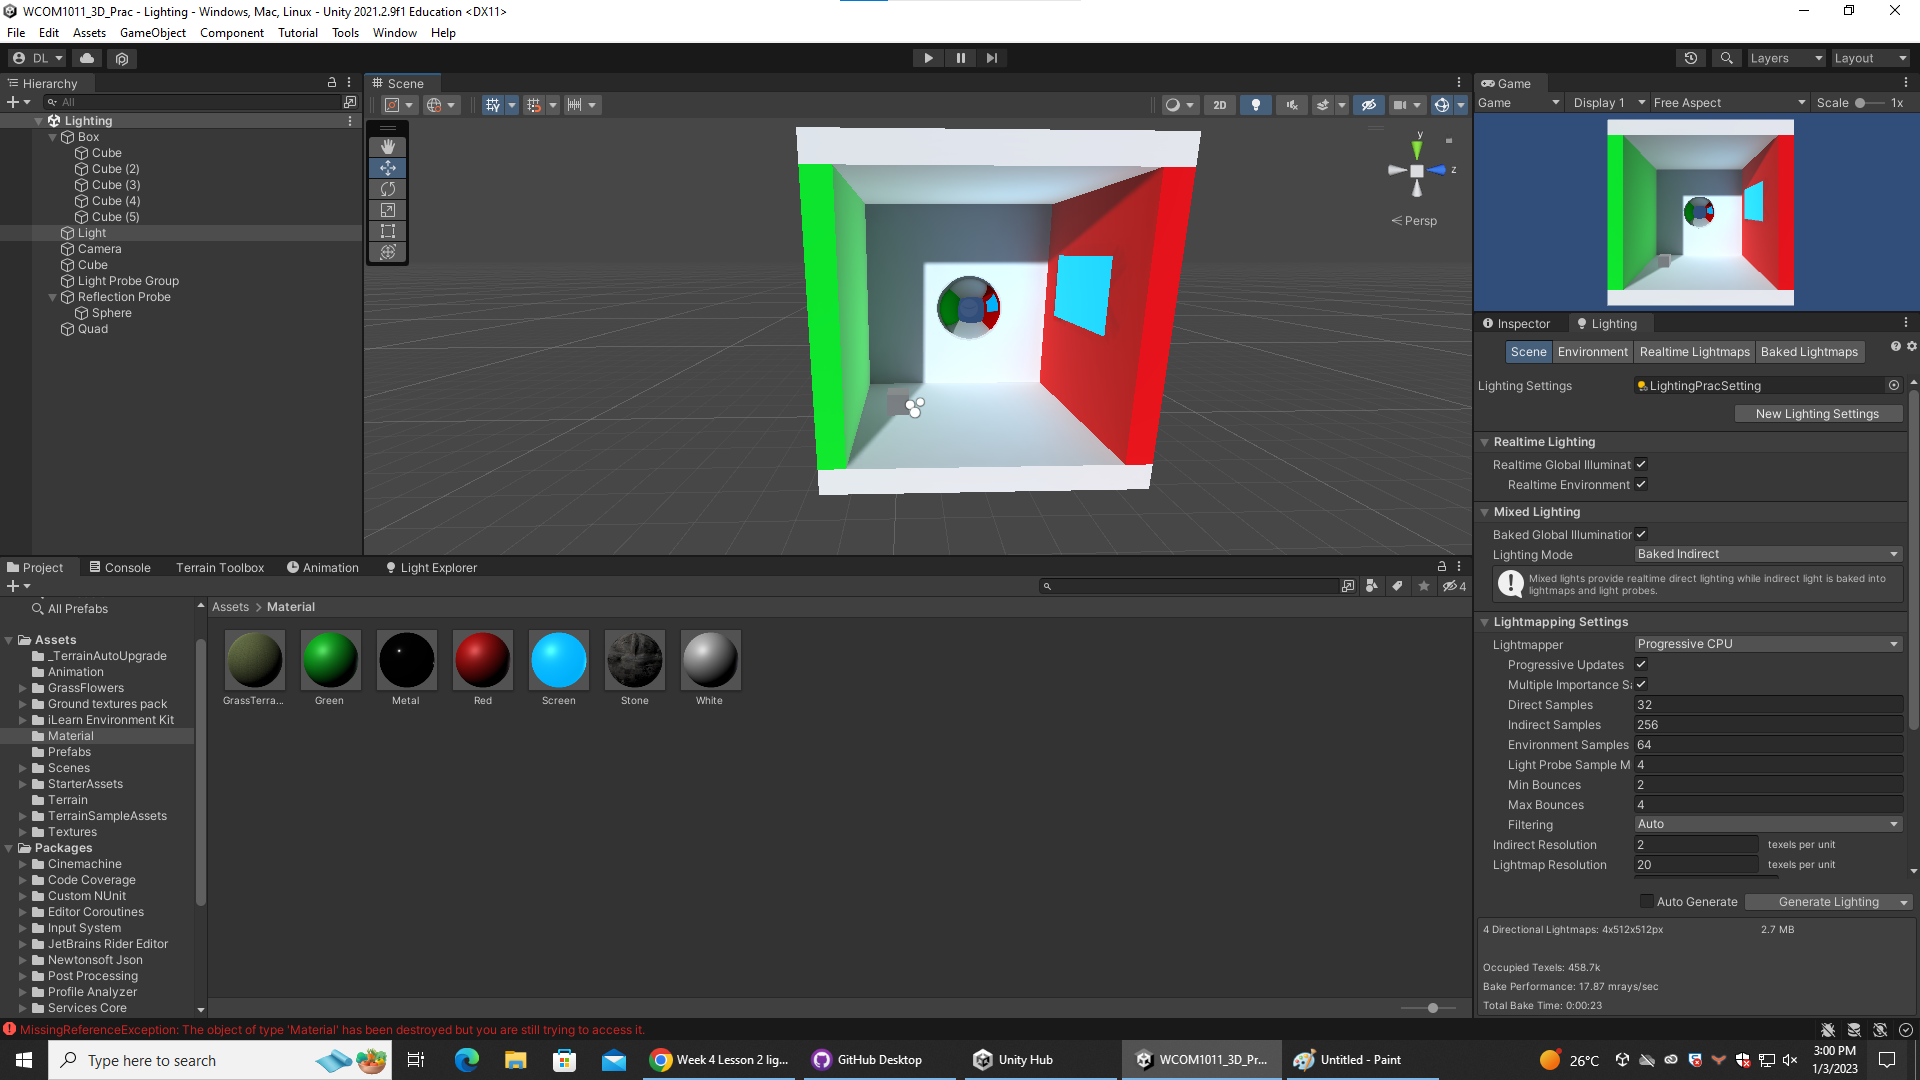 WCOM1011_3D_Prac - Lighting - Windows, Mac, Linux - Unity 2021.2.9f1 Education <DX11>
File Edit Assets GameObject Component Tutorial Tools Window Help
DL Layers Layout
Hierarchy
All
Lighting
Box
Cube
Cube (2)
Cube (3)
Cube (4)
Cube (5)
Light
Camera
Cube
Light Probe Group
Reflection Probe
Sphere
Quad
Scene
2D
y
z
Persp
Game
Game Display 1 Free Aspect Scale 1x
Inspector Lighting
Scene Environment Realtime Lightmaps Baked Lightmaps
Lighting Settings LightingPracSetting
New Lighting Settings
Realtime Lighting
Realtime Global Illuminat
Realtime Environment
Mixed Lighting
Baked Global Illumination
Lighting Mode Baked Indirect
Mixed lights provide realtime direct lighting while indirect light is baked into
lightmaps and light probes.
Lightmapping Settings
Lightmapper Progressive CPU
Progressive Updates
Multiple Importance Sa
Direct Samples 32
Indirect Samples 256
Environment Samples 64
Light Probe Sample M 4
Min Bounces 2
Max Bounces 4
Filtering Auto
Indirect Resolution 2 texels per unit
Lightmap Resolution 20 texels per unit
Auto Generate Generate Lighting
4 Directional Lightmaps: 4x512x512px 2.7 MB
Occupied Texels: 458.7k
Bake Performance: 17.87 mrays/sec
Total Bake Time: 0:00:23
Project Console Terrain Toolbox Animation Light Explorer
4
All Prefabs
Assets
_TerrainAutoUpgrade
Animation
GrassFlowers
Ground textures pack
iLearn Environment Kit
Material
Prefabs
Scenes
StarterAssets
Terrain
TerrainSampleAssets
Textures
Packages
Cinemachine
Code Coverage
Custom NUnit
Editor Coroutines
Input System
JetBrains Rider Editor
Newtonsoft Json
Post Processing
Profile Analyzer
Services Core
Assets > Material
GrassTerra... Green Metal Red Screen Stone White
MissingReferenceException: The object of type 'Material' has been destroyed but you are still trying to access it.
Type here to search
Week 4 Lesson 2 lig...
GitHub Desktop
Unity Hub
WCOM1011_3D_Pr...
Untitled - Paint
26°C
3:00 PM
1/3/2023